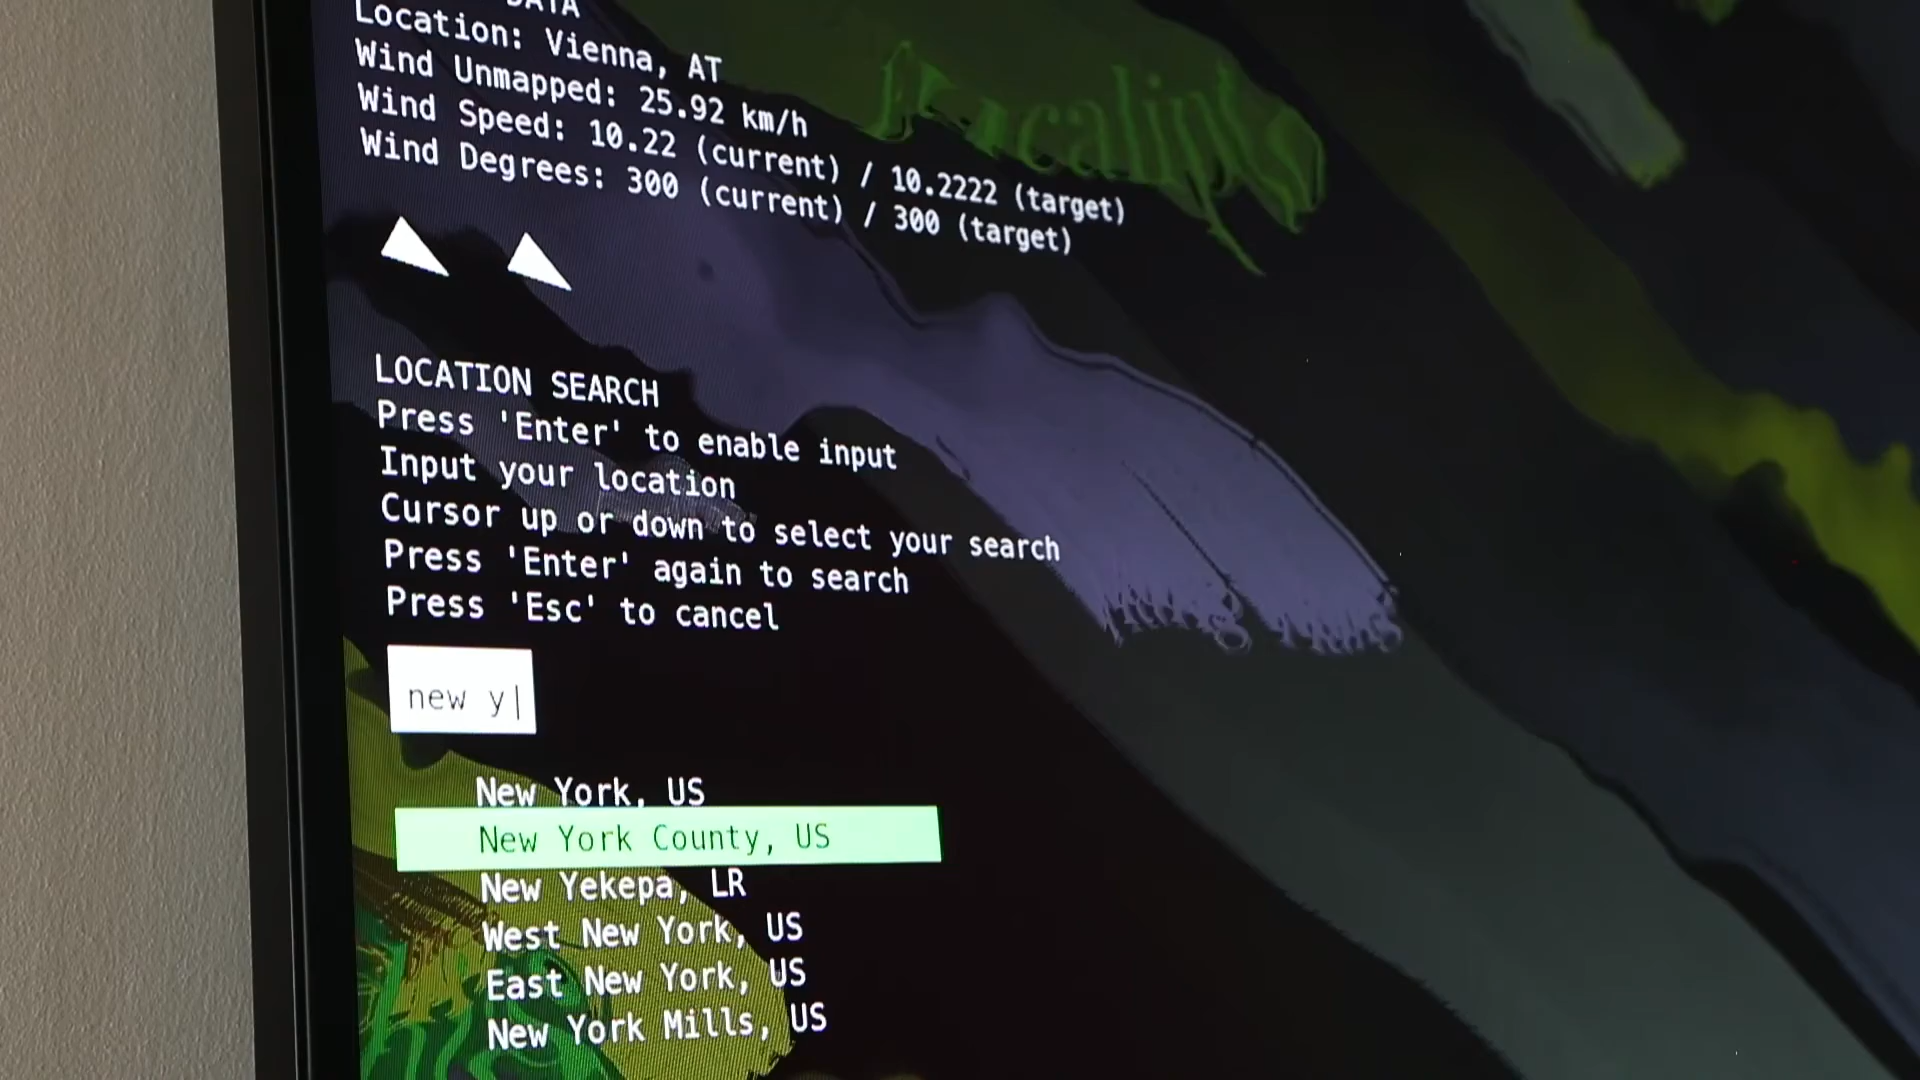 DATA
Location: Vienna, AT
Wind Unmapped: 25.92 km/h
Wind Speed: 10.22 (current) / 10.2222 (target)
Wind Degrees: 300 (current) / 300 (target)
LOCATION SEARCH
Press 'Enter' to enable input
Input your location
Cursor up or down to select your search
Press 'Enter' again to search
Press 'Esc' to cancel
new y|
New York, US
New York County, US
New Yekepa, LR
West New York, US
East New York, US
New York Mills, US